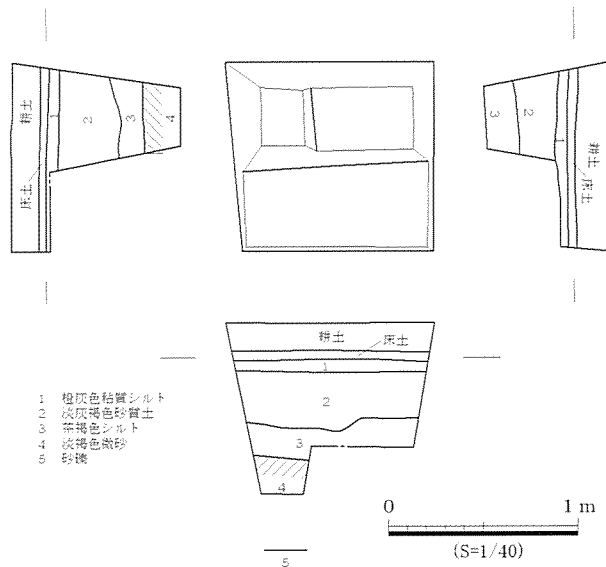 耕土
床土
1
2
3
4
3
2
1
耕土
床土
耕土
床土
1
2
3
4
5
1 橙灰色粘質シルト
2 淡灰褐色砂質土
3 茶褐色シルト
4 淡褐色微砂
5 砂礫
0 1 m
(S=1/40)